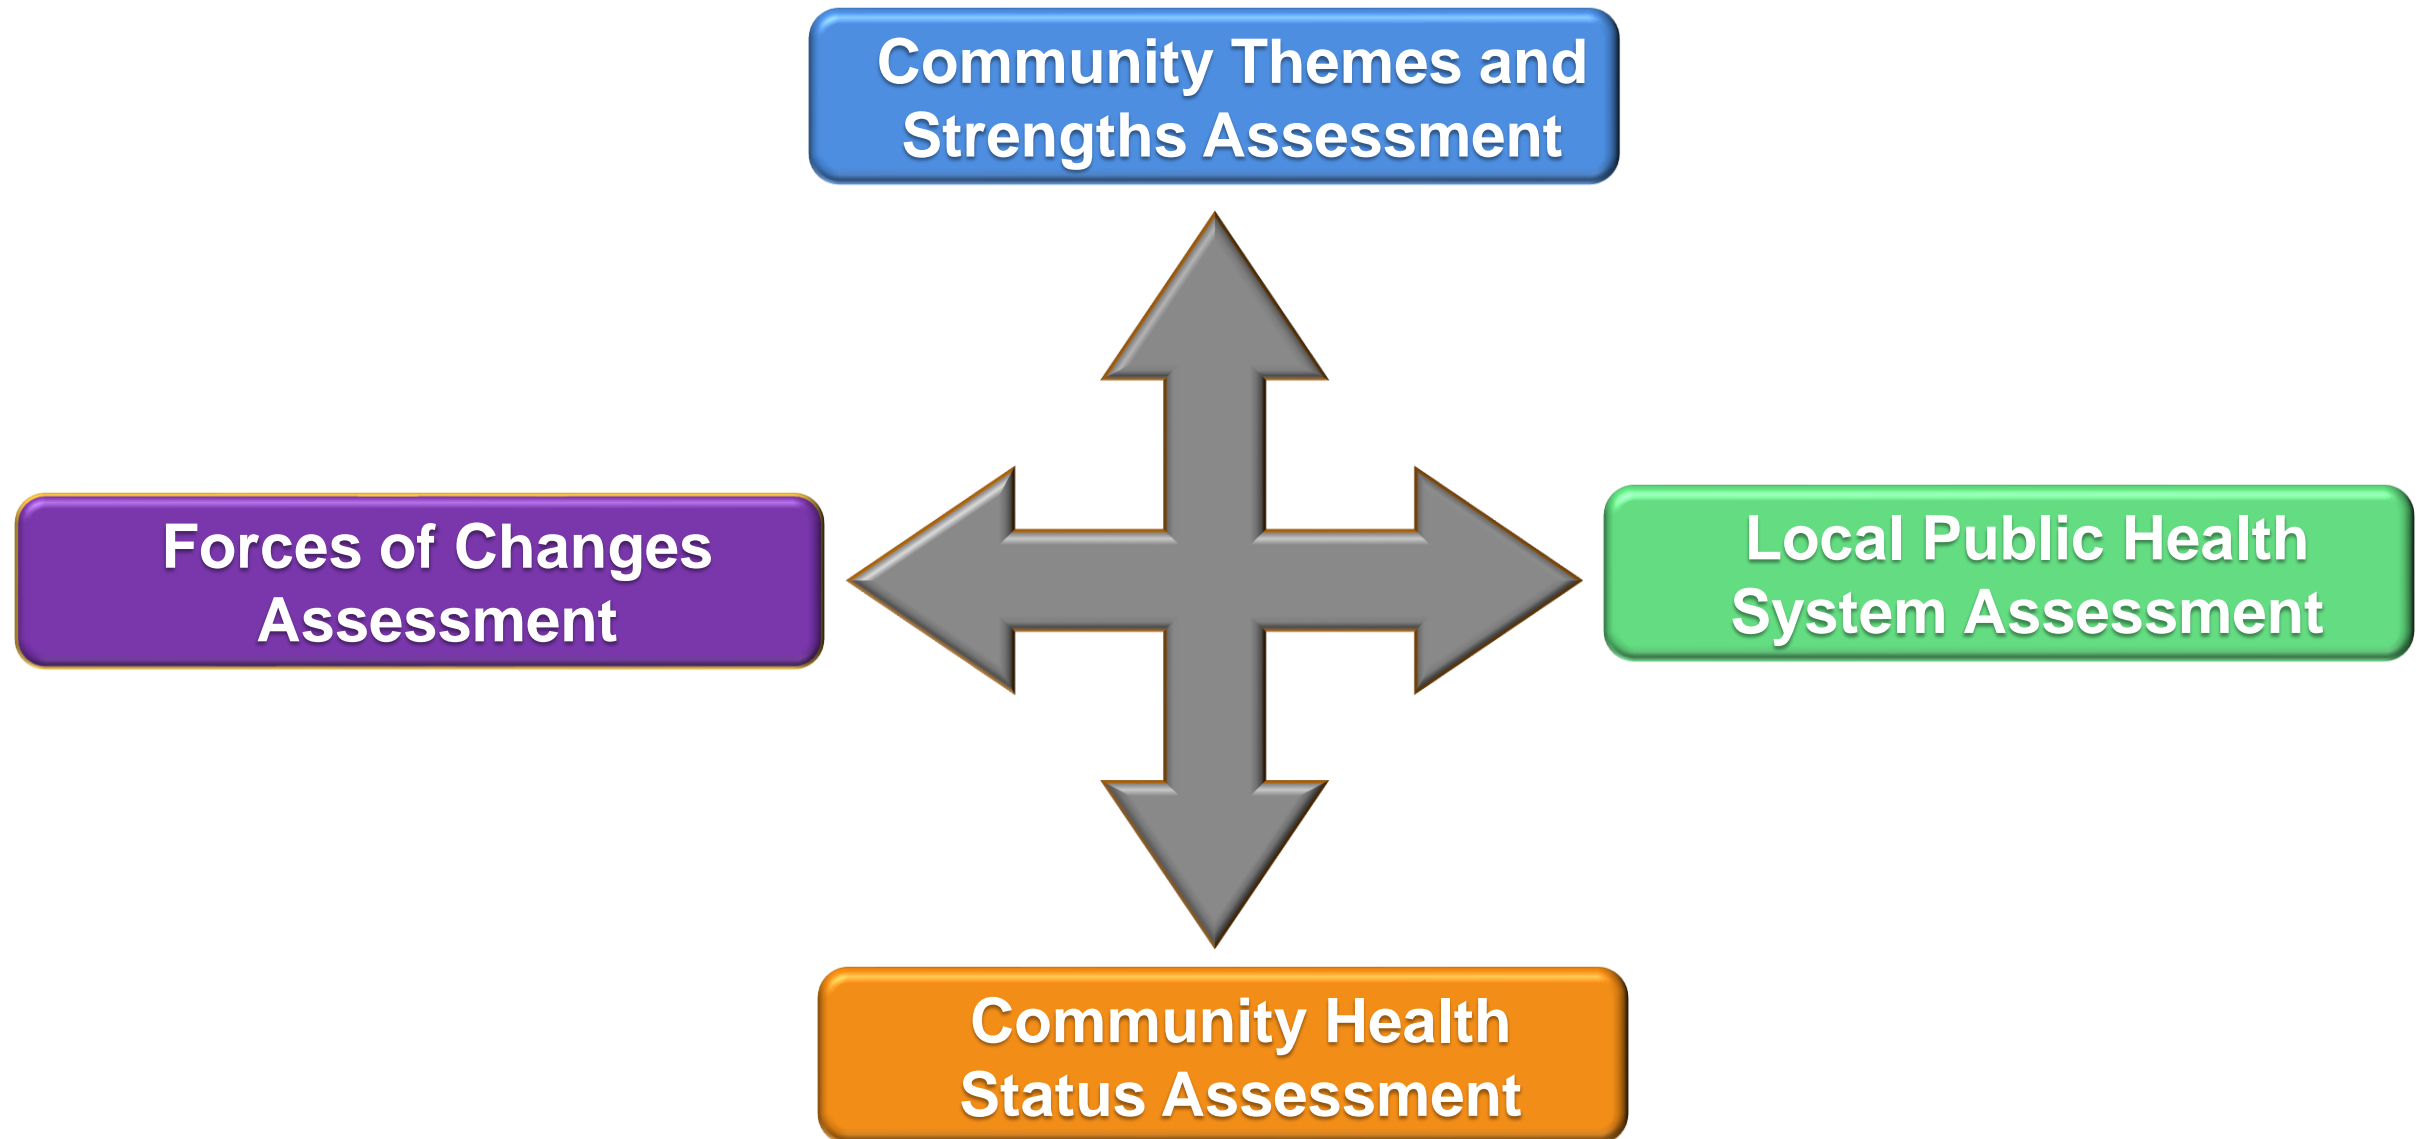 Community Themes and
Strengths Assessment
Forces of Changes
Assessment
Local Public Health
System Assessment
Community Health
Status Assessment